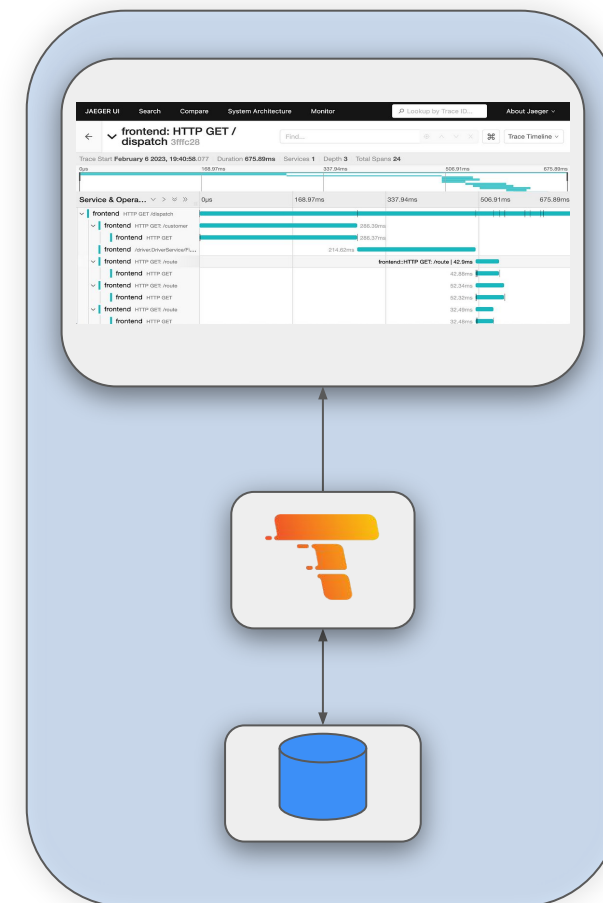 JAEGER UI Search Compare System Architecture Monitor Lookup by Trace ID... About Jaeger
frontend: HTTP GET /
dispatch 3fffc28
Find...
Trace Timeline
Trace Start February 6 2023, 19:40:58.077 Duration 675.89ms Services 1 Depth 3 Total Spans 24
0μs 168.97ms 337.94ms 506.91ms 675.89ms
Service & Opera... 0μs 168.97ms 337.94ms 506.91ms 675.89ms
frontend HTTP GET /dispatch
frontend HTTP GET: /customer 286.39ms
frontend HTTP GET 286.37ms
frontend /driver.DriverService/Fi... 214.62ms
frontend HTTP GET: /route frontend::HTTP GET: /route | 42.9ms
frontend HTTP GET 42.88ms
frontend HTTP GET: /route 52.34ms
frontend HTTP GET 52.32ms
frontend HTTP GET: /route 32.49ms
frontend HTTP GET 32.48ms